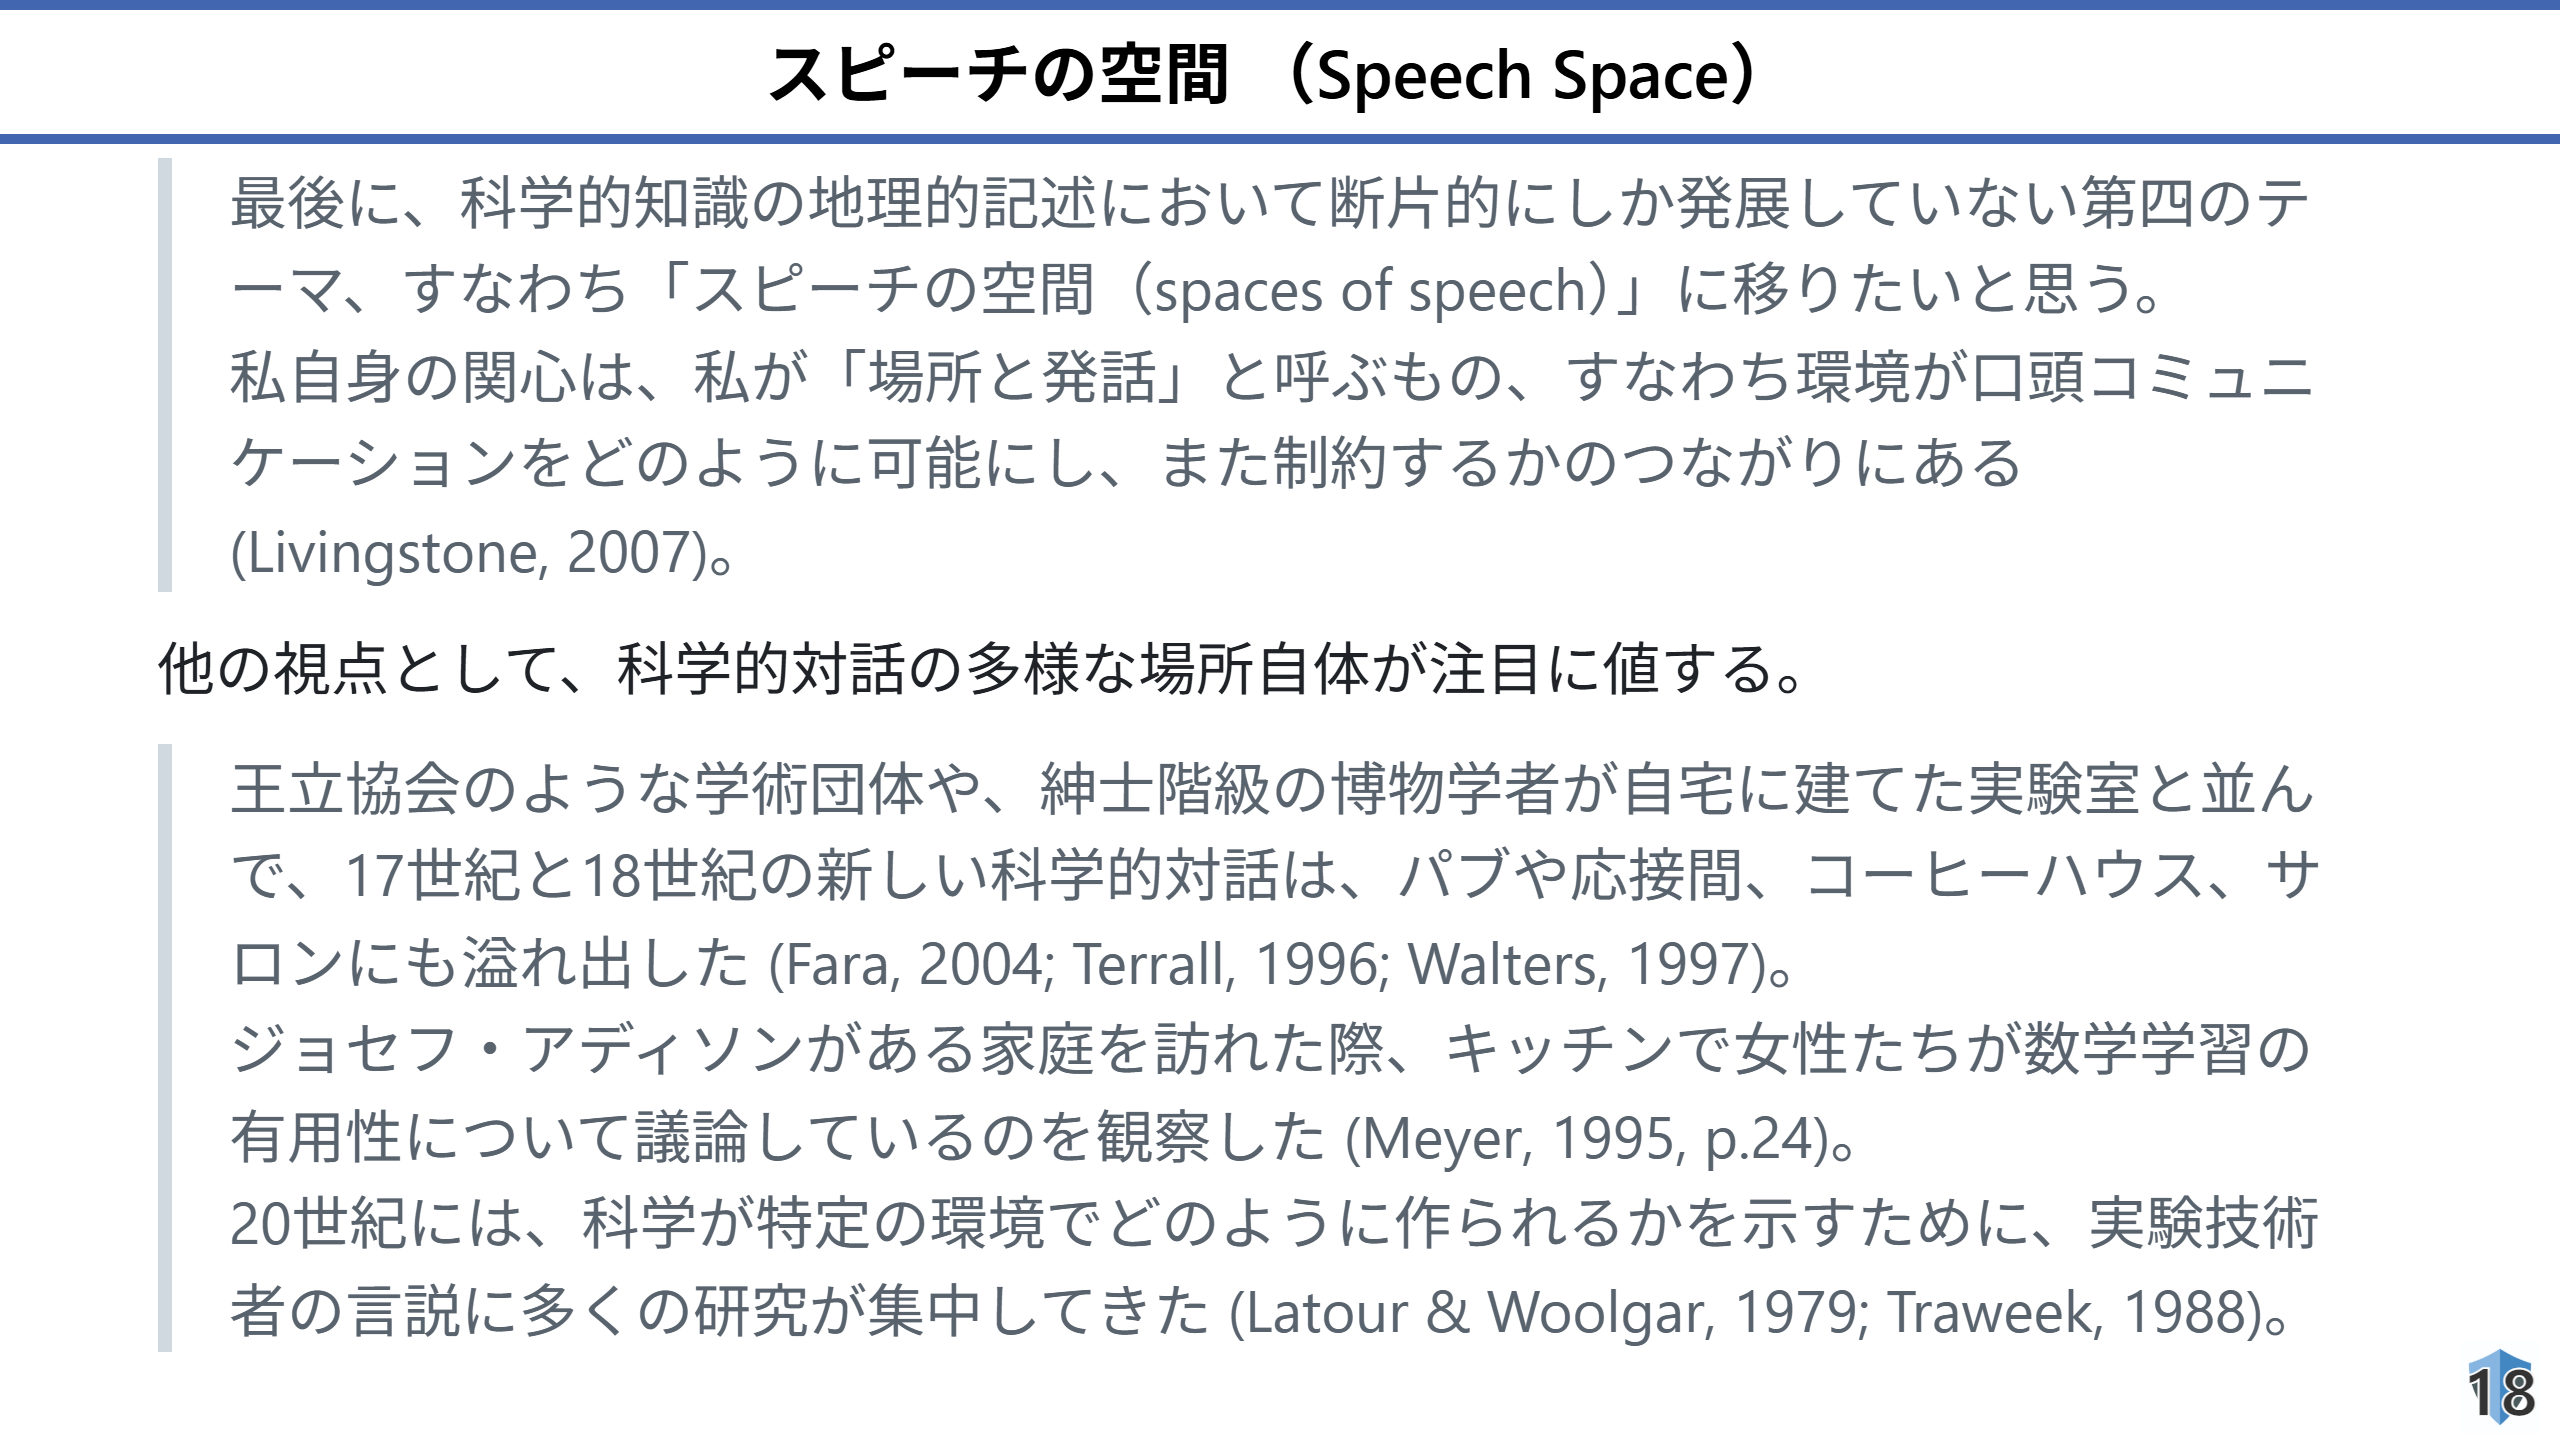 スピーチの空間 （Speech Space）
最後に、科学的知識の地理的記述において断片的にしか発展していない第四のテ
ーマ、すなわち「スピーチの空間（spaces of speech）」に移りたいと思う。
私自身の関心は、私が「場所と発話」と呼ぶもの、すなわち環境が口頭コミュニ
ケーションをどのように可能にし、また制約するかのつながりにある
(Livingstone, 2007)。
他の視点として、科学的対話の多様な場所自体が注目に値する。
王立協会のような学術団体や、紳士階級の博物学者が自宅に建てた実験室と並ん
で、17世紀と18世紀の新しい科学的対話は、パブや応接間、コーヒーハウス、サ
ロンにも溢れ出した (Fara, 2004; Terrall, 1996; Walters, 1997)。
ジョセフ・アディソンがある家庭を訪れた際、キッチンで女性たちが数学学習の
有用性について議論しているのを観察した (Meyer, 1995, p.24)。
20世紀には、科学が特定の環境でどのように作られるかを示すために、実験技術
者の言説に多くの研究が集中してきた (Latour & Woolgar, 1979; Traweek, 1988)。
18